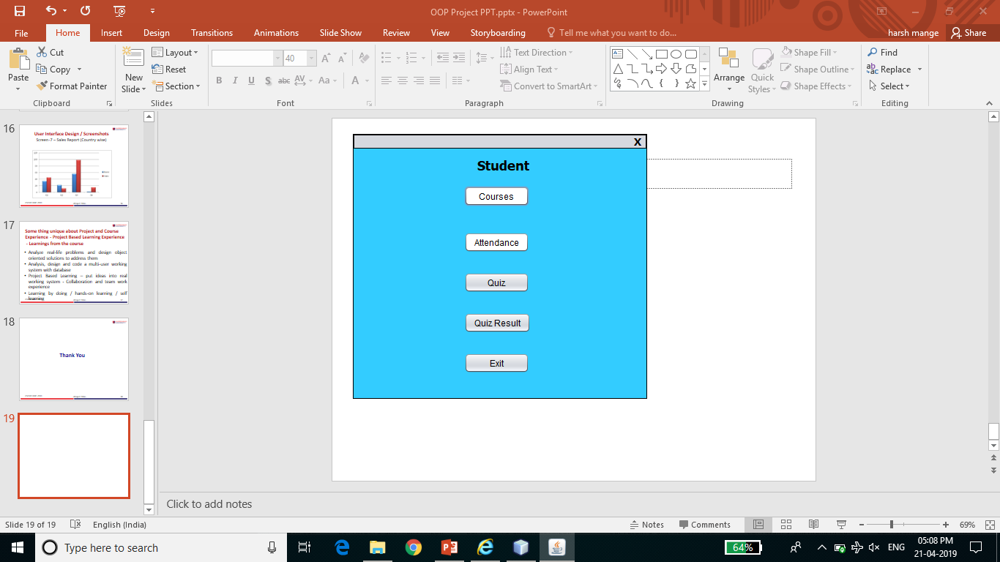 OOP Project PPT.pptx - PowerPoint
File Home Insert Design Transitions Animations Slide Show Review View Storyboarding Tell me what you want to do... harsh mange Share
Paste
Cut
Copy
Format Painter
Clipboard
New Slide
Layout
Reset
Section
Slides
40
B I U S abc AV Aa A
Font
Text Direction
Align Text
Convert to SmartArt
Paragraph
Arrange
Quick Styles
Shape Fill
Shape Outline
Shape Effects
Drawing
Find
Replace
Select
Editing
16
User Interface Design / Screenshots
Screen-7 – Sales Report (Country wise)
17
Some thing unique about Project and Course
Experience - Project Based Learning Experience
- Learnings from the course
• Analyze real-life problems and design object
oriented solutions to address them
• Analysis, design and code a multi-user working
system with database
• Project Based Learning – put ideas into real
working system - Collaboration and team work
experience
• Learning by doing / hands-on learning / self
learning
18
Thank You
19
X
Student
Courses
Attendance
Quiz
Quiz Result
Exit
Click to add notes
Slide 19 of 19 English (India) Notes Comments 69%
Type here to search
64%
ENG
05:08 PM
21-04-2019